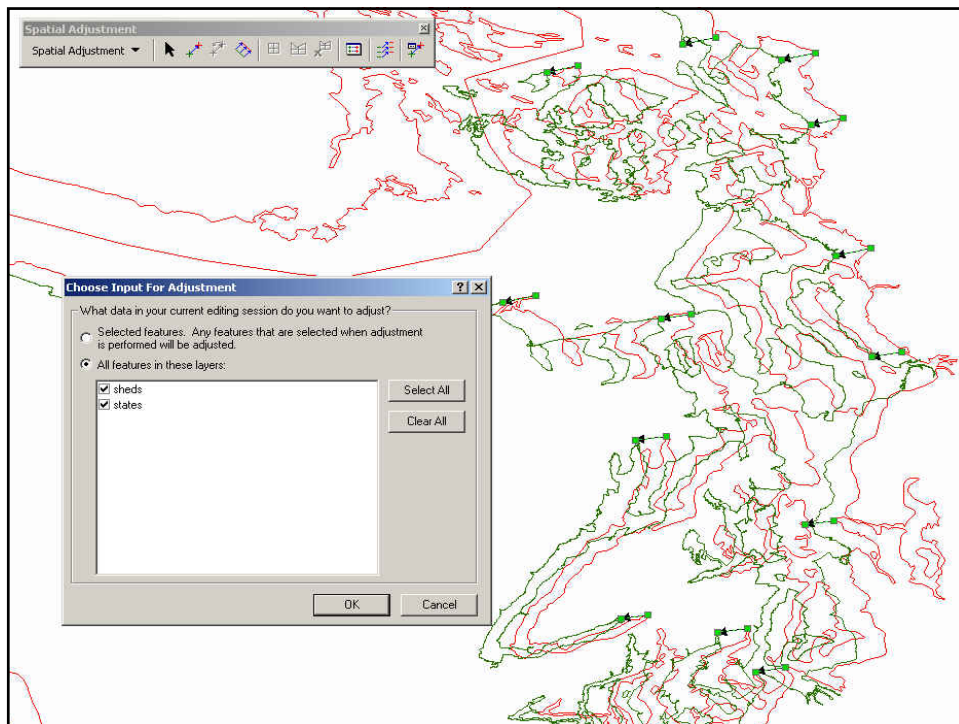 Spatial Adjustment
Spatial Adjustment
Choose Input For Adjustment
What data in your current editing session do you want to adjust?
Selected features. Any features that are selected when adjustment
is performed will be adjusted.
All features in these layers:
sheds
states
Select All
Clear All
OK
Cancel